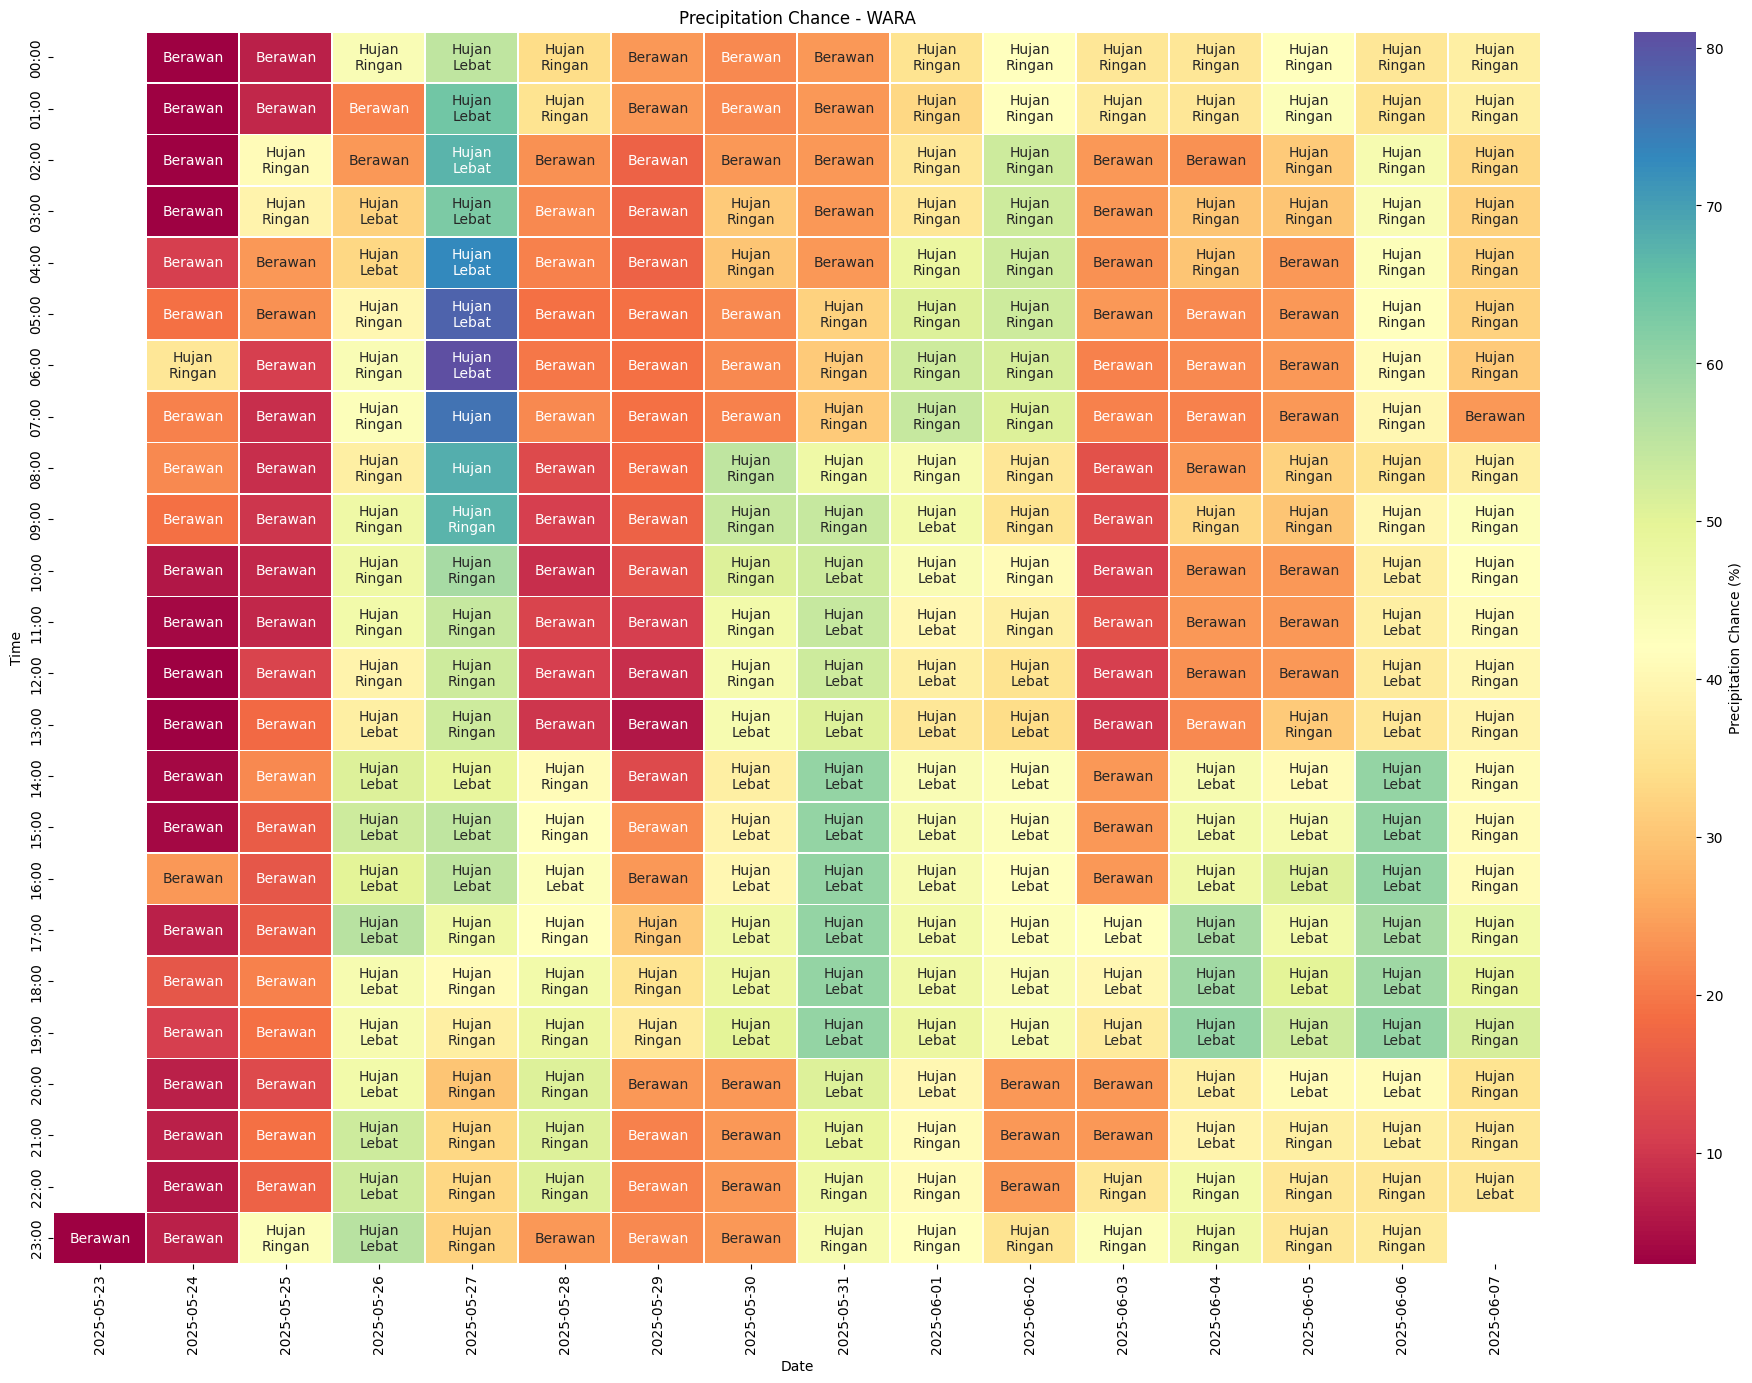 Precipitation Chance - WARA
00:00 Berawan Berawan Hujan Ringan Hujan Lebat Hujan Ringan Berawan Berawan Berawan Hujan Ringan Hujan Ringan Hujan Ringan Hujan Ringan Hujan Ringan Hujan Ringan Hujan Ringan
01:00 Berawan Berawan Berawan Hujan Lebat Hujan Ringan Berawan Berawan Berawan Hujan Ringan Hujan Ringan Hujan Ringan Hujan Ringan Hujan Ringan Hujan Ringan Hujan Ringan
02:00 Berawan Hujan Ringan Berawan Hujan Lebat Berawan Berawan Berawan Berawan Hujan Ringan Hujan Ringan Berawan Berawan Hujan Ringan Hujan Ringan Hujan Ringan
03:00 Berawan Hujan Ringan Hujan Lebat Hujan Lebat Berawan Berawan Hujan Ringan Berawan Hujan Ringan Hujan Ringan Berawan Hujan Ringan Hujan Ringan Hujan Ringan Hujan Ringan
04:00 Berawan Berawan Hujan Lebat Hujan Lebat Berawan Berawan Hujan Ringan Berawan Hujan Ringan Hujan Ringan Berawan Hujan Ringan Berawan Hujan Ringan Hujan Ringan
05:00 Berawan Berawan Hujan Ringan Hujan Lebat Berawan Berawan Berawan Hujan Ringan Hujan Ringan Hujan Ringan Berawan Berawan Berawan Hujan Ringan Hujan Ringan
06:00 Hujan Ringan Berawan Hujan Ringan Hujan Lebat Berawan Berawan Berawan Hujan Ringan Hujan Ringan Hujan Ringan Berawan Berawan Berawan Hujan Ringan Hujan Ringan
07:00 Berawan Berawan Hujan Ringan Hujan Berawan Berawan Berawan Hujan Ringan Hujan Ringan Hujan Ringan Berawan Berawan Berawan Hujan Ringan Berawan
08:00 Berawan Berawan Hujan Ringan Hujan Berawan Berawan Hujan Ringan Hujan Ringan Hujan Ringan Hujan Ringan Berawan Berawan Hujan Ringan Hujan Ringan Hujan Ringan
09:00 Berawan Berawan Hujan Ringan Hujan Ringan Berawan Berawan Hujan Ringan Hujan Ringan Hujan Lebat Hujan Ringan Berawan Hujan Ringan Hujan Ringan Hujan Ringan Hujan Ringan
10:00 Berawan Berawan Hujan Ringan Hujan Ringan Berawan Berawan Hujan Ringan Hujan Lebat Hujan Lebat Hujan Ringan Berawan Berawan Berawan Hujan Lebat Hujan Ringan
11:00 Berawan Berawan Hujan Ringan Hujan Ringan Berawan Berawan Hujan Ringan Hujan Lebat Hujan Lebat Hujan Ringan Berawan Berawan Berawan Hujan Lebat Hujan Ringan
12:00 Berawan Berawan Hujan Ringan Hujan Ringan Berawan Berawan Hujan Ringan Hujan Lebat Hujan Lebat Hujan Lebat Berawan Berawan Berawan Hujan Lebat Hujan Ringan
13:00 Berawan Berawan Hujan Lebat Hujan Ringan Berawan Berawan Hujan Lebat Hujan Lebat Hujan Lebat Hujan Lebat Berawan Berawan Hujan Ringan Hujan Lebat Hujan Ringan
14:00 Berawan Berawan Hujan Lebat Hujan Lebat Hujan Ringan Berawan Hujan Lebat Hujan Lebat Hujan Lebat Hujan Lebat Berawan Hujan Lebat Hujan Lebat Hujan Lebat Hujan Ringan
15:00 Berawan Berawan Hujan Lebat Hujan Lebat Hujan Ringan Berawan Hujan Lebat Hujan Lebat Hujan Lebat Hujan Lebat Berawan Hujan Lebat Hujan Lebat Hujan Lebat Hujan Ringan
16:00 Berawan Berawan Hujan Lebat Hujan Lebat Hujan Lebat Berawan Hujan Lebat Hujan Lebat Hujan Lebat Hujan Lebat Berawan Hujan Lebat Hujan Lebat Hujan Lebat Hujan Ringan
17:00 Berawan Berawan Hujan Lebat Hujan Ringan Hujan Ringan Hujan Ringan Hujan Lebat Hujan Lebat Hujan Lebat Hujan Lebat Hujan Lebat Hujan Lebat Hujan Lebat Hujan Lebat Hujan Ringan
18:00 Berawan Berawan Hujan Lebat Hujan Ringan Hujan Ringan Hujan Ringan Hujan Lebat Hujan Lebat Hujan Lebat Hujan Lebat Hujan Lebat Hujan Lebat Hujan Lebat Hujan Lebat Hujan Ringan
19:00 Berawan Berawan Hujan Lebat Hujan Ringan Hujan Ringan Hujan Ringan Hujan Lebat Hujan Lebat Hujan Lebat Hujan Lebat Hujan Lebat Hujan Lebat Hujan Lebat Hujan Lebat Hujan Ringan
20:00 Berawan Berawan Hujan Lebat Hujan Ringan Hujan Ringan Berawan Berawan Hujan Lebat Hujan Lebat Berawan Berawan Hujan Lebat Hujan Lebat Hujan Lebat Hujan Ringan
21:00 Berawan Berawan Hujan Lebat Hujan Ringan Hujan Ringan Berawan Berawan Hujan Lebat Hujan Ringan Berawan Berawan Hujan Lebat Hujan Ringan Hujan Lebat Hujan Ringan
22:00 Berawan Berawan Hujan Lebat Hujan Ringan Hujan Ringan Berawan Berawan Hujan Ringan Hujan Ringan Berawan Hujan Ringan Hujan Ringan Hujan Ringan Hujan Ringan Hujan Lebat
23:00 Berawan Berawan Hujan Ringan Hujan Lebat Hujan Ringan Berawan Berawan Berawan Hujan Ringan Hujan Ringan Hujan Ringan Hujan Ringan Hujan Ringan Hujan Ringan Hujan Ringan
Time
2025-05-23 2025-05-24 2025-05-25 2025-05-26 2025-05-27 2025-05-28 2025-05-29 2025-05-30 2025-05-31 2025-06-01 2025-06-02 2025-06-03 2025-06-04 2025-06-05 2025-06-06 2025-06-07
Date
80
70
60
50
40
30
20
10
Precipitation Chance (%)